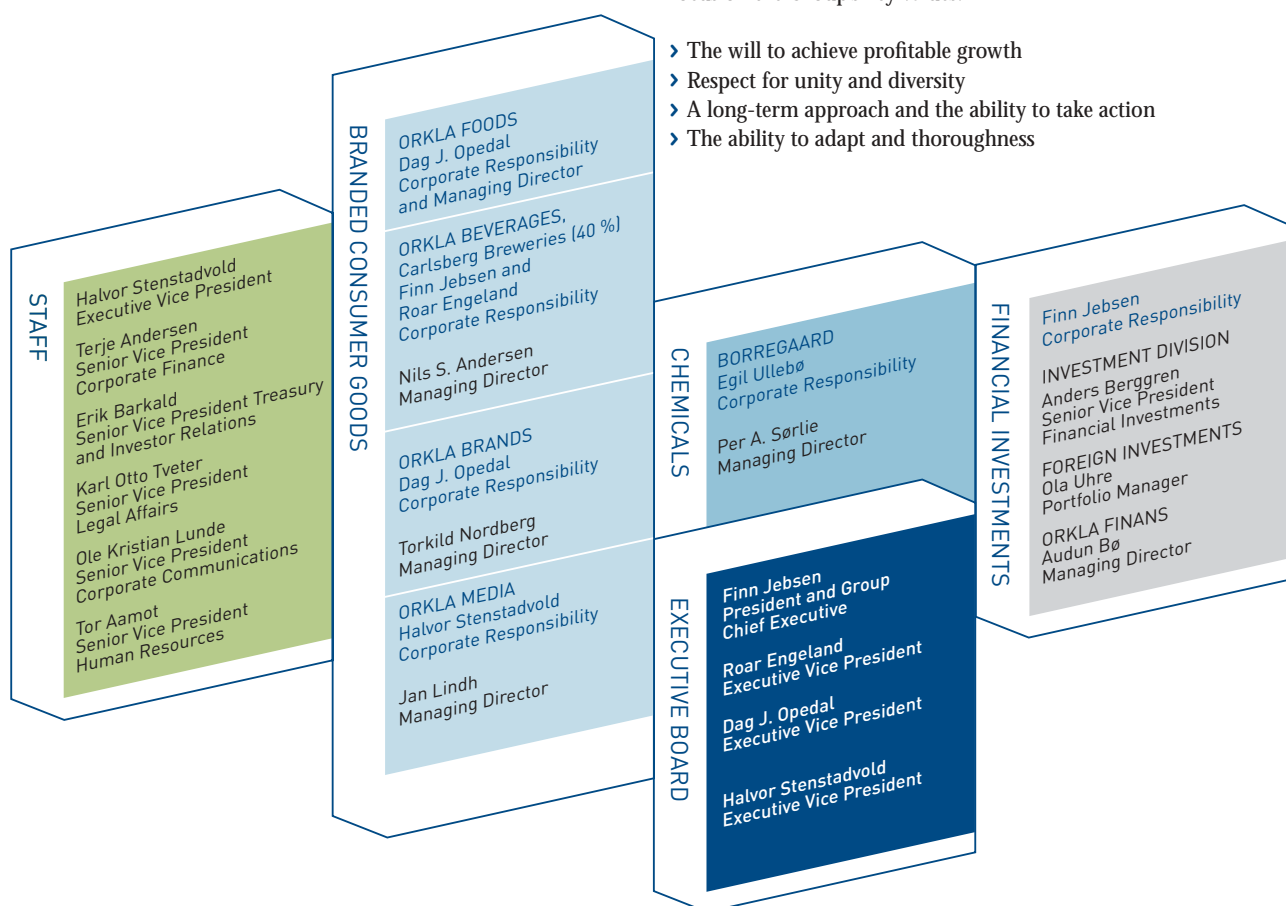 › The will to achieve profitable growth
› Respect for unity and diversity
› A long-term approach and the ability to take action
› The ability to adapt and thoroughness
STAFF
Halvor Stenstadvold
Executive Vice President
Terje Andersen
Senior Vice President
Corporate Finance
Erik Barkald
Senior Vice President Treasury
and Investor Relations
Karl Otto Tveter
Senior Vice President
Legal Affairs
Ole Kristian Lunde
Senior Vice President
Corporate Communications
Tor Aamot
Senior Vice President
Human Resources
BRANDED CONSUMER GOODS
ORKLA FOODS
Dag J. Opedal
Corporate Responsibility
and Managing Director
ORKLA BEVERAGES,
Carlsberg Breweries (40 %)
Finn Jebsen and
Roar Engeland
Corporate Responsibility
Nils S. Andersen
Managing Director
ORKLA BRANDS
Dag J. Opedal
Corporate Responsibility
Torkild Nordberg
Managing Director
ORKLA MEDIA
Halvor Stenstadvold
Corporate Responsibility
Jan Lindh
Managing Director
CHEMICALS
BORREGAARD
Egil Ullebø
Corporate Responsibility
Per A. Sørlie
Managing Director
EXECUTIVE BOARD
Finn Jebsen
President and Group
Chief Executive
Roar Engeland
Executive Vice President
Dag J. Opedal
Executive Vice President
Halvor Stenstadvold
Executive Vice President
FINANCIAL INVESTMENTS
Finn Jebsen
Corporate Responsibility
INVESTMENT DIVISION
Anders Berggren
Senior Vice President
Financial Investments
FOREIGN INVESTMENTS
Ola Uhre
Portfolio Manager
ORKLA FINANS
Audun Bø
Managing Director